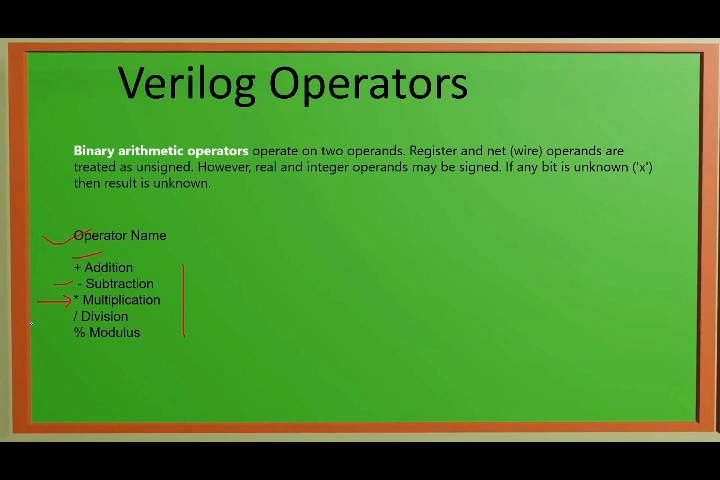 Verilog Operators
Binary arithmetic operators operate on two operands. Register and net (wire) operands are
treated as unsigned. However, real and integer operands may be signed. If any bit is unknown ('x')
then result is unknown.
Operator Name
+ Addition
- Subtraction
* Multiplication
/ Division
% Modulus